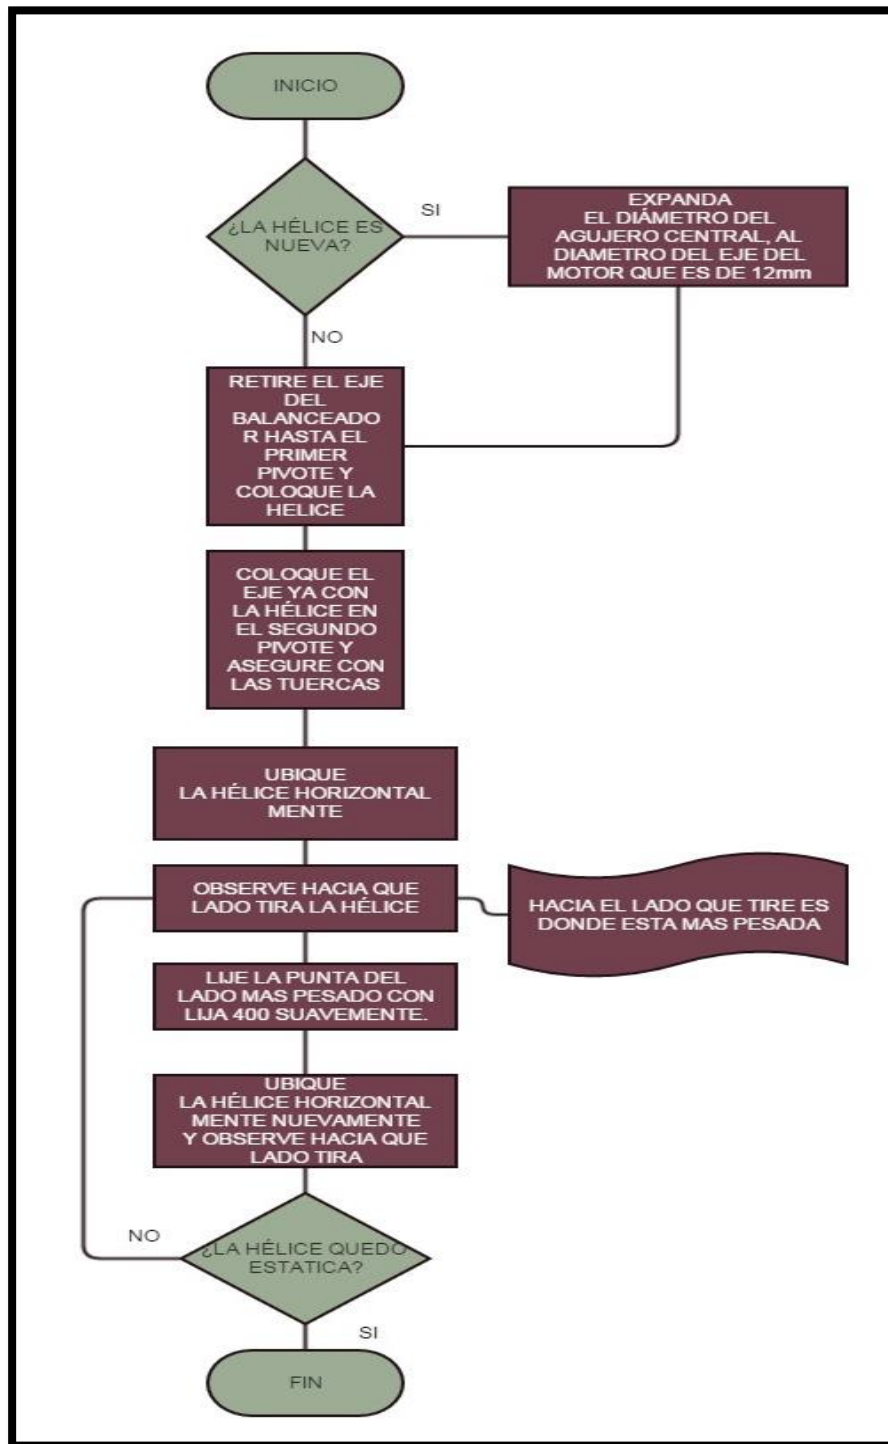 INICIO
¿LA HÉLICE ES
NUEVA?
SI
EXPANDA
EL DIÁMETRO DEL
AGUJERO CENTRAL, AL
DIAMETRO DEL EJE DEL
MOTOR QUE ES DE 12mm
NO
RETIRE EL EJE
DEL
BALANCEADO
R HASTA EL
PRIMER
PIVOTE Y
COLOQUE LA
HELICE
COLOQUE EL
EJE YA CON
LA HÉLICE EN
EL SEGUNDO
PIVOTE Y
ASEGURE CON
LAS TUERCAS
UBIQUE
LA HÉLICE HORIZONTAL
MENTE
OBSERVE HACIA QUE
LADO TIRA LA HÉLICE
HACIA EL LADO QUE TIRE ES
DONDE ESTA MAS PESADA
LIJE LA PUNTA DEL
LADO MAS PESADO CON
LIJA 400 SUAVEMENTE.
UBIQUE
LA HÉLICE HORIZONTAL
MENTE NUEVAMENTE
Y OBSERVE HACIA QUE
LADO TIRA
NO
¿LA HÉLICE QUEDO
ESTATICA?
SI
FIN